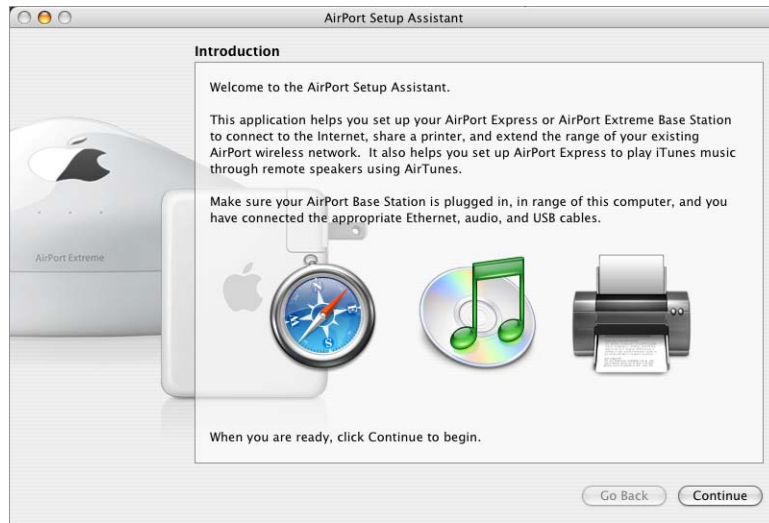 AirPort Setup Assistant
Introduction
Welcome to the AirPort Setup Assistant.
This application helps you set up your AirPort Express or AirPort Extreme Base Station
to connect to the Internet, share a printer, and extend the range of your existing
AirPort wireless network.  It also helps you set up AirPort Express to play iTunes music
through remote speakers using AirTunes.
Make sure your AirPort Base Station is plugged in, in range of this computer, and you
have connected the appropriate Ethernet, audio, and USB cables.
AirPort Extreme
N
E
S
W
When you are ready, click Continue to begin.
Go Back
Continue